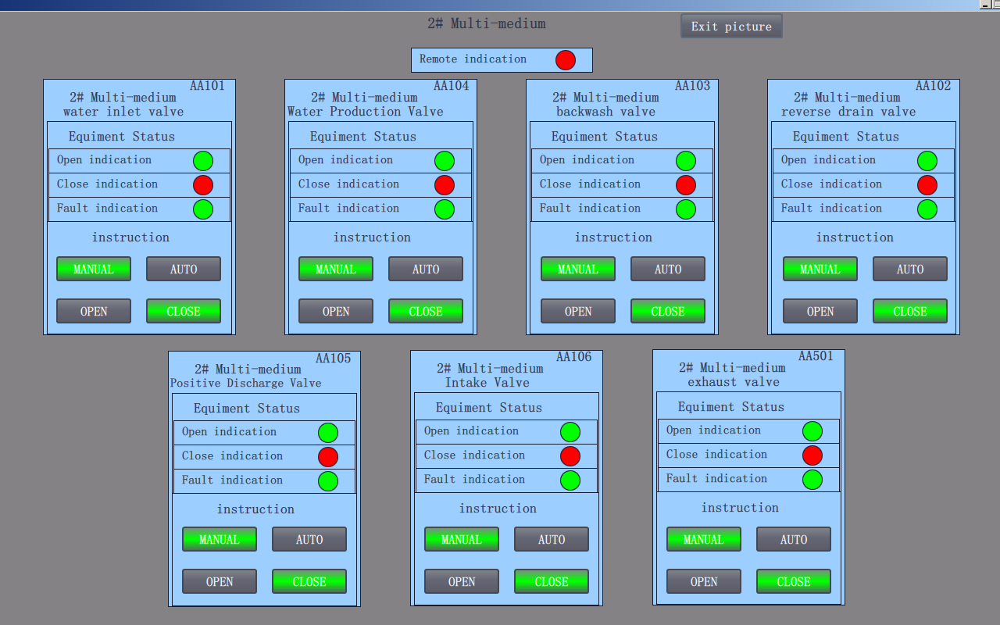 2# Multi-medium
Exit picture
Remote indication
AA101
2# Multi-medium
water inlet valve
Equiment Status
Open indication
Close indication
Fault indication
instruction
MANUAL AUTO
OPEN CLOSE
AA104
2# Multi-medium
Water Production Valve
Equiment Status
Open indication
Close indication
Fault indication
instruction
MANUAL AUTO
OPEN CLOSE
AA103
2# Multi-medium
backwash valve
Equiment Status
Open indication
Close indication
Fault indication
instruction
MANUAL AUTO
OPEN CLOSE
AA102
2# Multi-medium
reverse drain valve
Equiment Status
Open indication
Close indication
Fault indication
instruction
MANUAL AUTO
OPEN CLOSE
AA105
2# Multi-medium
Positive Discharge Valve
Equiment Status
Open indication
Close indication
Fault indication
instruction
MANUAL AUTO
OPEN CLOSE
AA106
2# Multi-medium
Intake Valve
Equiment Status
Open indication
Close indication
Fault indication
instruction
MANUAL AUTO
OPEN CLOSE
AA501
2# Multi-medium
exhaust valve
Equiment Status
Open indication
Close indication
Fault indication
instruction
MANUAL AUTO
OPEN CLOSE